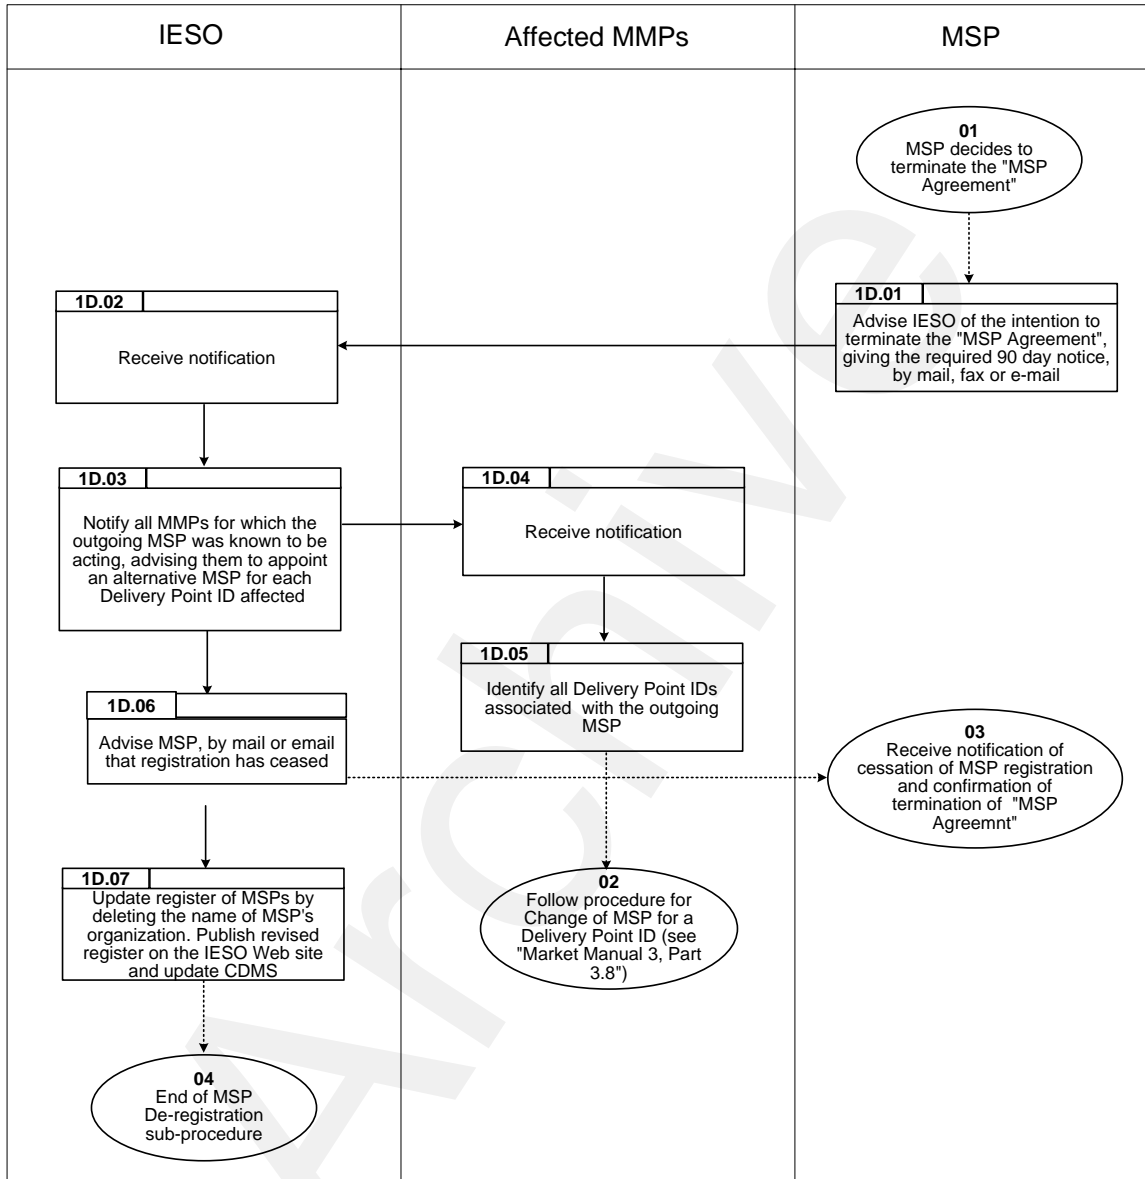 IESO
Affected MMPs
MSP
01
MSP decides to
terminate the "MSP
Agreement"
1D.01
Advise IESO of the intention to
terminate the "MSP Agreement",
giving the required 90 day notice,
by mail, fax or e-mail
1D.02
Receive notification
1D.03
Notify all MMPs for which the
outgoing MSP was known to be
acting, advising them to appoint
an alternative MSP for each
Delivery Point ID affected
1D.04
Receive notification
1D.05
Identify all Delivery Point IDs
associated with the outgoing
MSP
1D.06
Advise MSP, by mail or email
that registration has ceased
03
Receive notification of
cessation of MSP registration
and confirmation of
termination of "MSP
Agreemnt"
1D.07
Update register of MSPs by
deleting the name of MSP's
organization. Publish revised
register on the IESO Web site
and update CDMS
02
Follow procedure for
Change of MSP for a
Delivery Point ID (see
"Market Manual 3, Part
3.8")
04
End of MSP
De-registration
sub-procedure
Archive